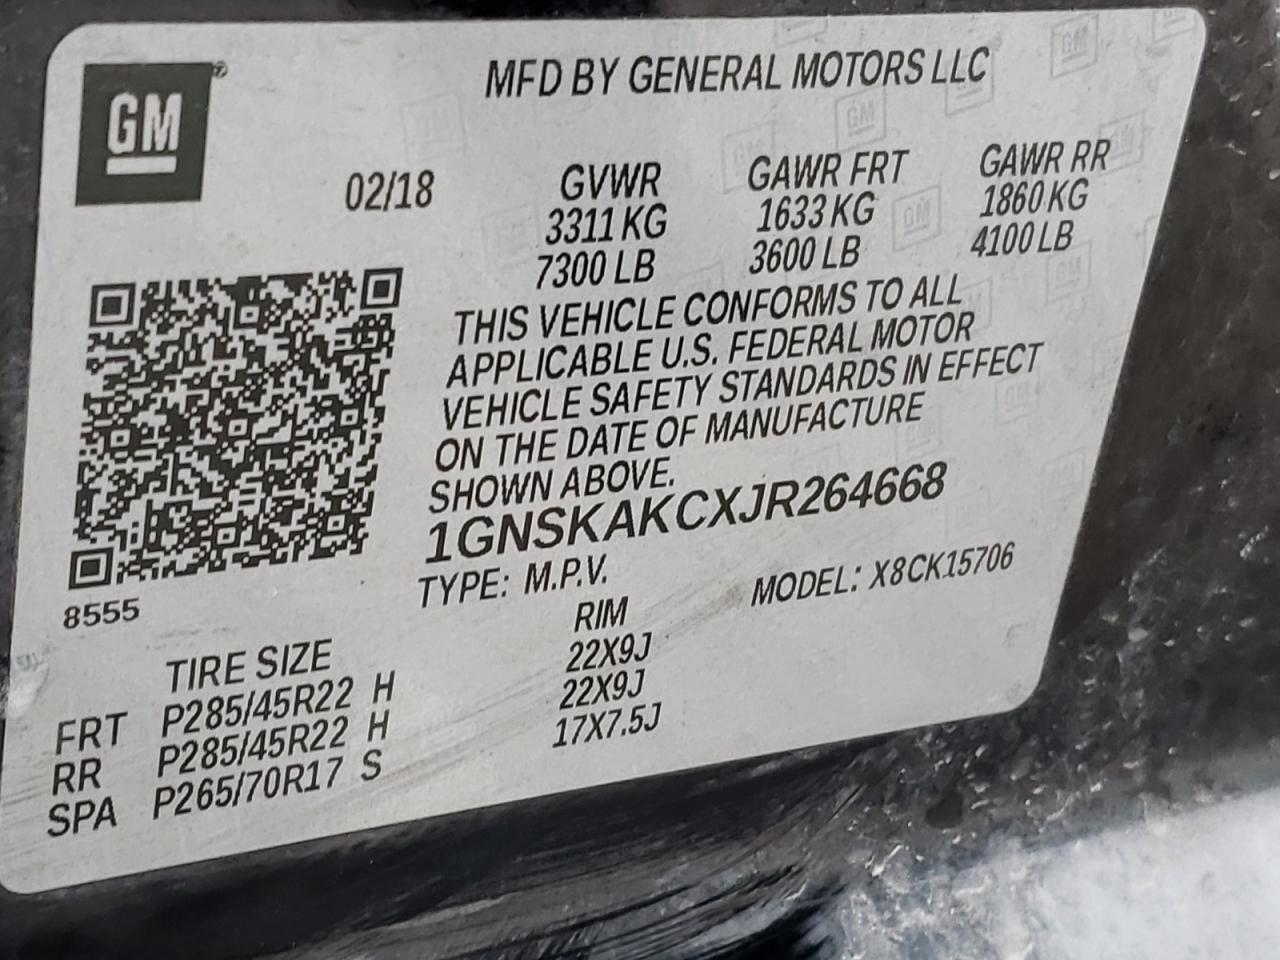 GM®
MFD BY GENERAL MOTORS LLC
02/18 GVWR GAWR FRT GAWR RR
3311 KG 1633 KG 1860 KG
7300 LB 3600 LB 4100 LB
THIS VEHICLE CONFORMS TO ALL
APPLICABLE U.S. FEDERAL MOTOR
VEHICLE SAFETY STANDARDS IN EFFECT
ON THE DATE OF MANUFACTURE
SHOWN ABOVE.
1GNSKAKCXJR264668
TYPE: M.P.V. MODEL: X8CK15706
8555
TIRE SIZE RIM
FRT P285/45R22 H 22X9J
RR P285/45R22 H 22X9J
SPA P265/70R17 S 17X7.5J